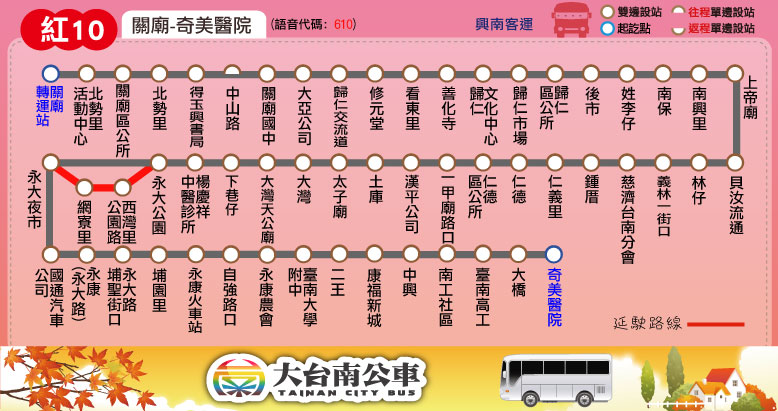 紅10
關廟-奇美醫院
(語音代碼: 610)
興南客運
雙邊設站
往程單邊設站
起訖點
返程單邊設站
關廟轉運站
北勢里活動中心
關廟區公所
北勢里
得玉興書局
中山路
關廟國中
大亞公司
歸仁交流道
修元堂
看東里
善化寺
歸仁文化中心
歸仁市場
歸仁區公所
後市
姓李仔
南保
南興里
上帝廟
貝汝流通
林仔
義林一街口
慈濟台南分會
鍾厝
仁義里
仁德
仁德區公所
一甲廟路口
漢平公司
土庫
太子廟
大灣
大灣天公廟
下巷仔
楊慶祥中醫診所
永大公園
西灣里公園路
網寮里
永大夜市
國通汽車公司
永康(永大路)
永大路埔聖街口
埔園里
永康火車站
自強路口
永康農會
臺南大學附中
二王
康福新城
中興
南工社區
臺南高工
大橋
奇美醫院
延駛路線
大台南公車
TAINAN CITY BUS